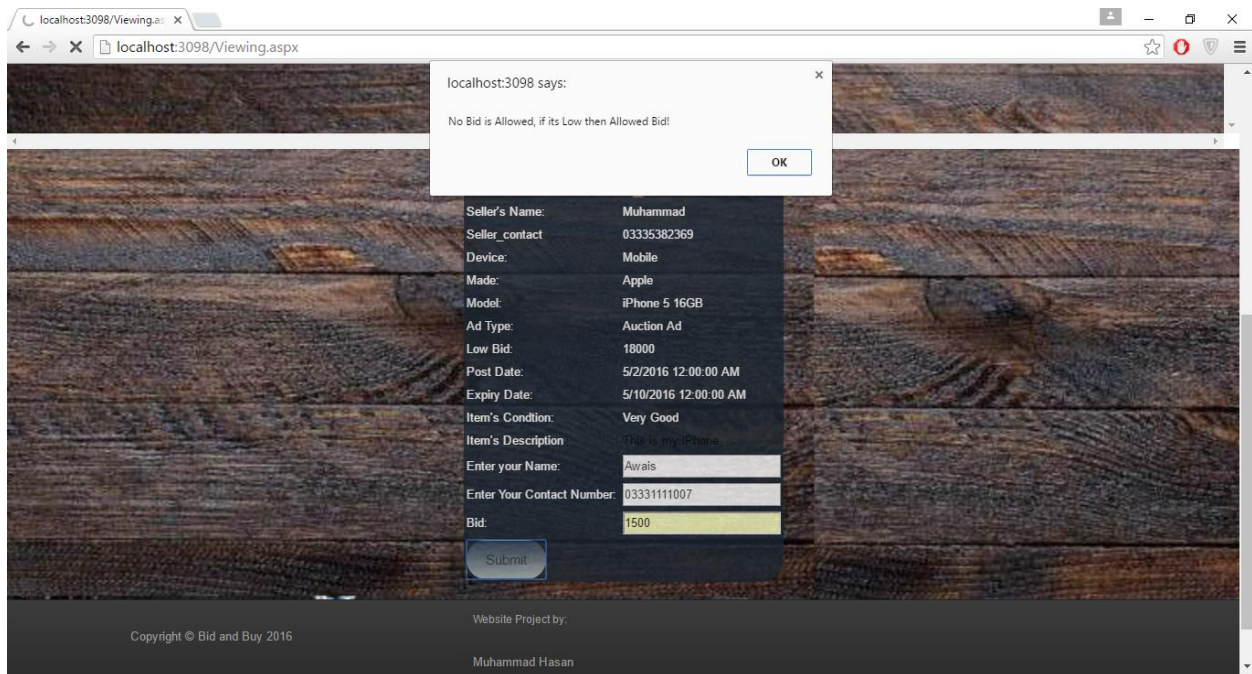 localhost:3098/Viewing.as
localhost:3098/Viewing.aspx
localhost:3098 says:
No Bid is Allowed, if its Low then Allowed Bid!
OK
Seller's Name: Muhammad
Seller_contact 03335382369
Device: Mobile
Made: Apple
Model: iPhone 5 16GB
Ad Type: Auction Ad
Low Bid: 18000
Post Date: 5/2/2016 12:00:00 AM
Expiry Date: 5/10/2016 12:00:00 AM
Item's Condtion: Very Good
Item's Description This is my iPhone
Enter your Name: Awais
Enter Your Contact Number: 03331111007
Bid: 1500
Submit
Website Project by:
Copyright © Bid and Buy 2016
Muhammad Hasan